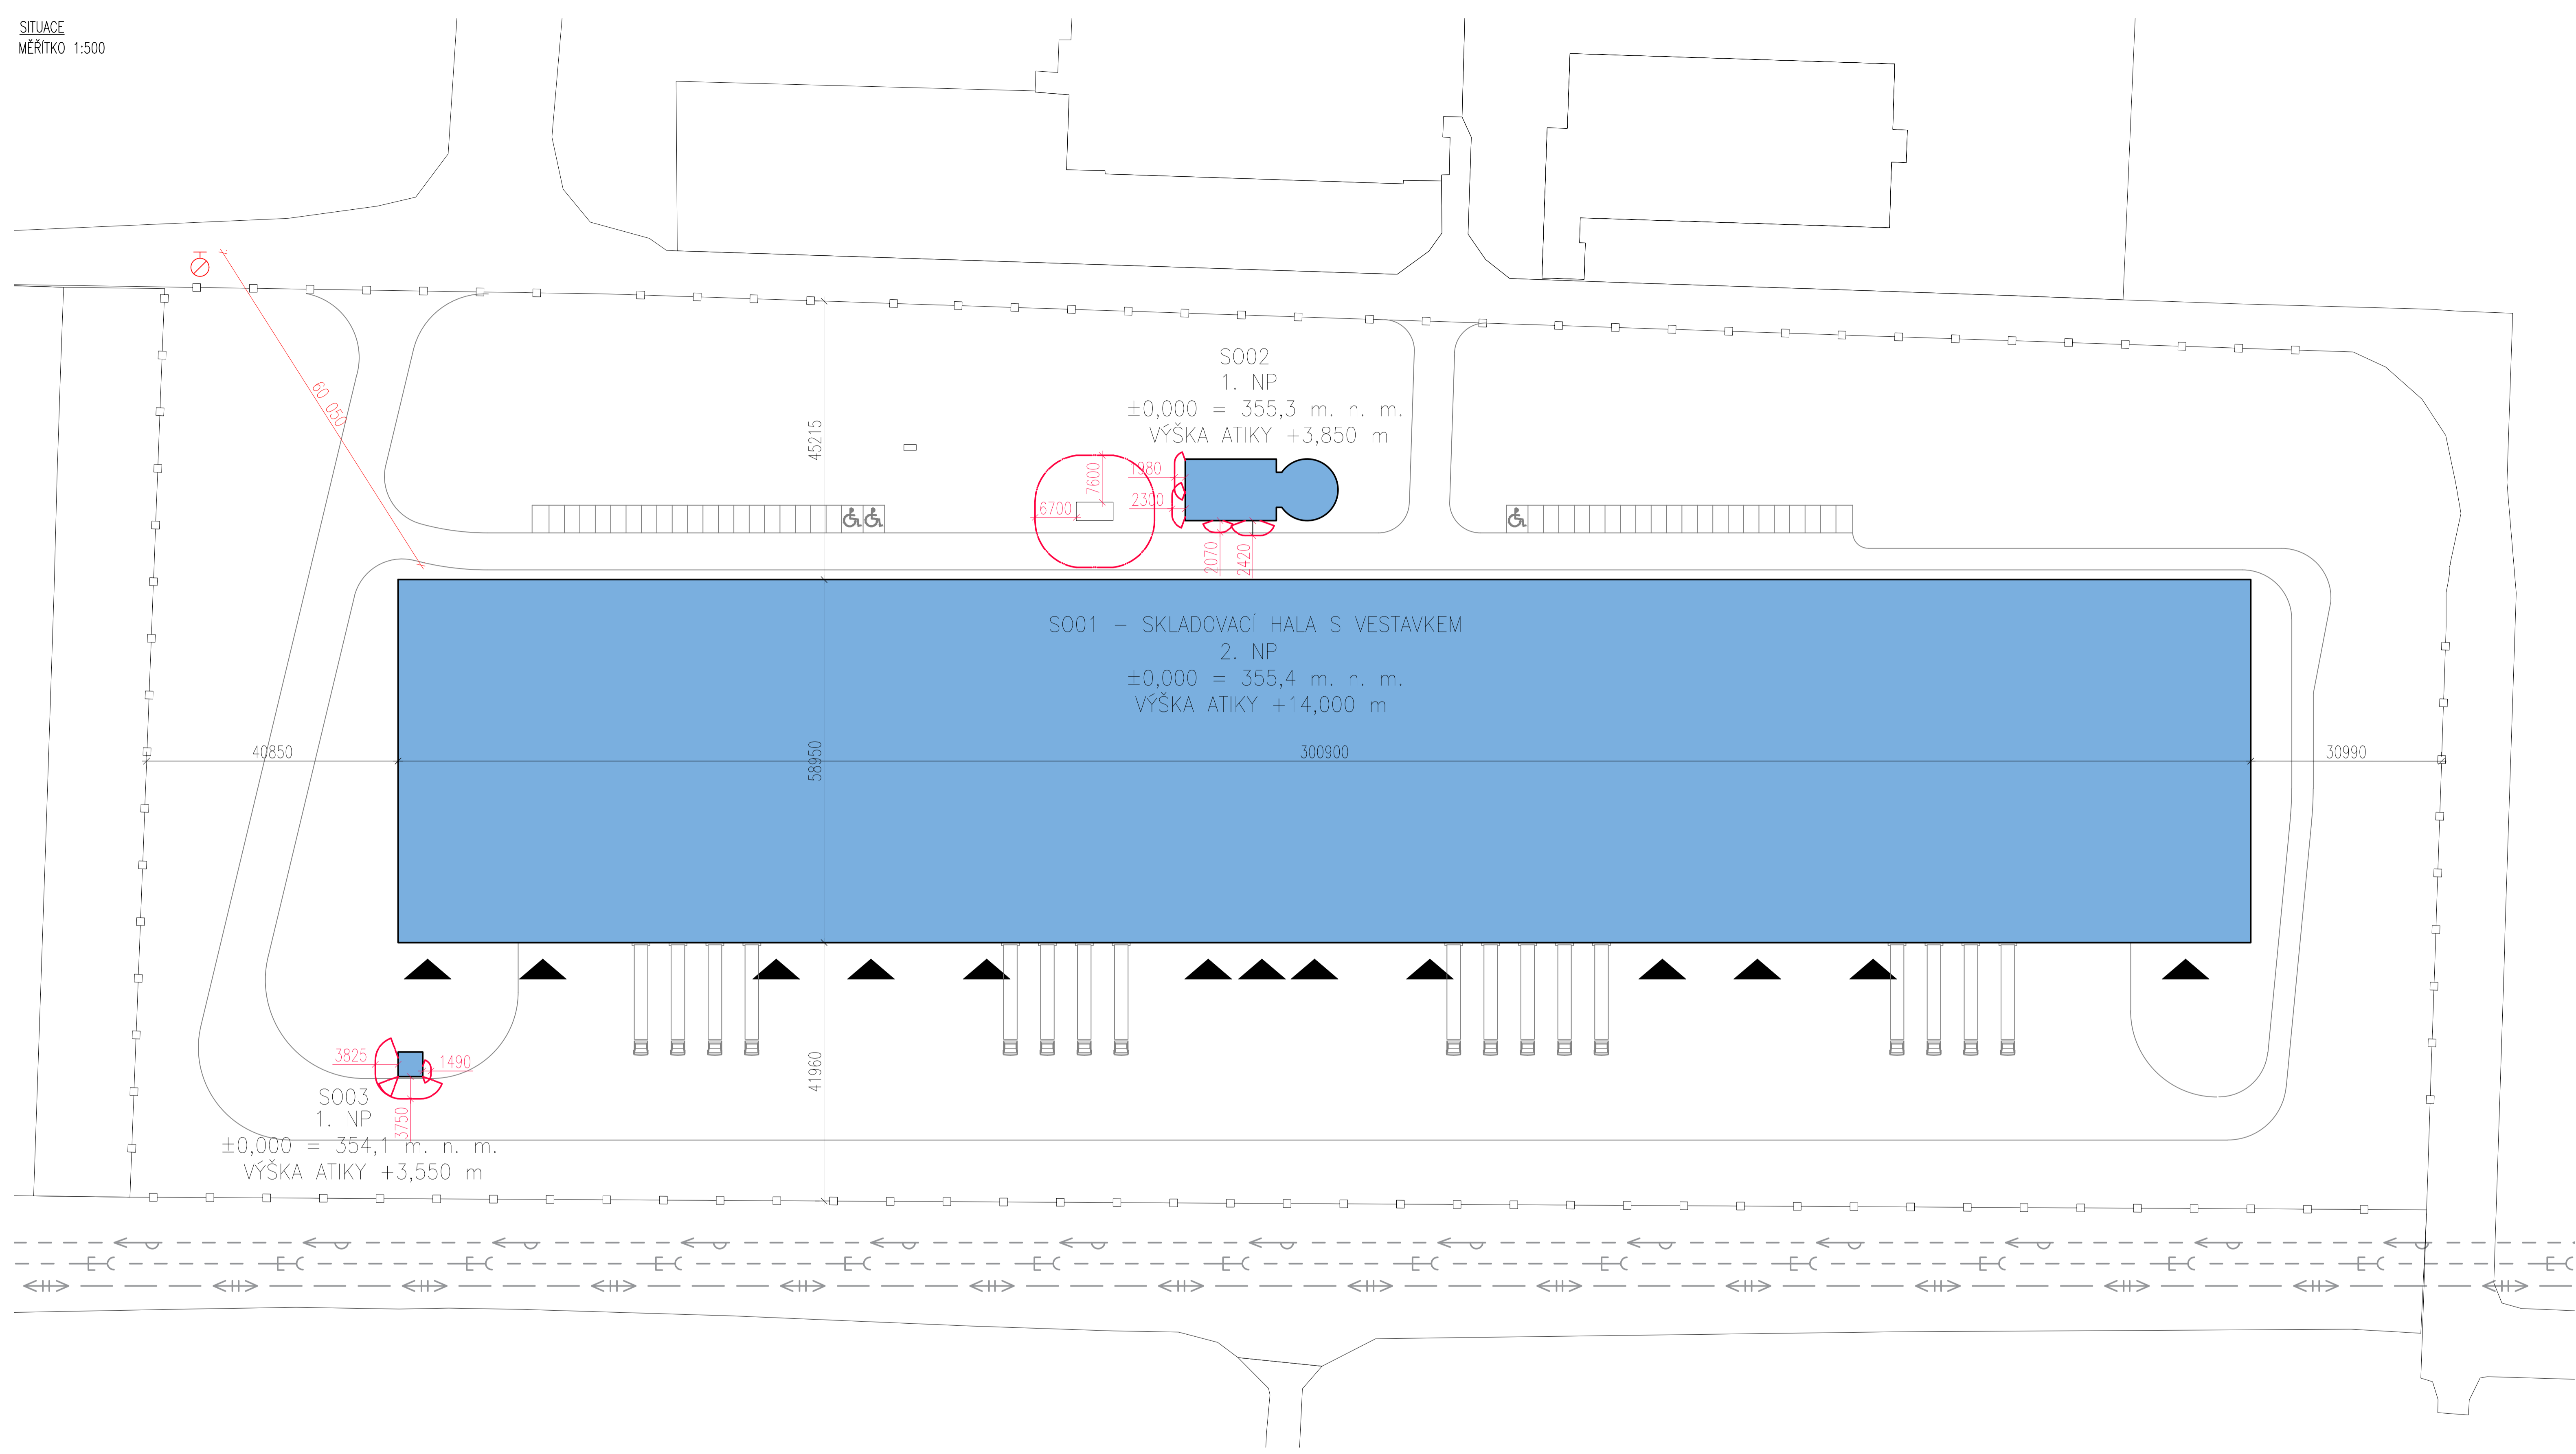 SITUACE
MĚŘÍTKO 1:500
60 050
45215
SO02
1. NP
±0,000 = 355,3 m. n. m.
VÝŠKA ATIKY +3,850 m
7600
6700
1980
2300
2070
2420
SO01 - SKLADOVACÍ HALA S VESTAVKEM
2. NP
±0,000 = 355,4 m. n. m.
VÝŠKA ATIKY +14,000 m
40850
58950
300900
30990
3825
1490
3750
41960
SO03
1. NP
±0,000 = 354,1 m. n. m.
VÝŠKA ATIKY +3,550 m